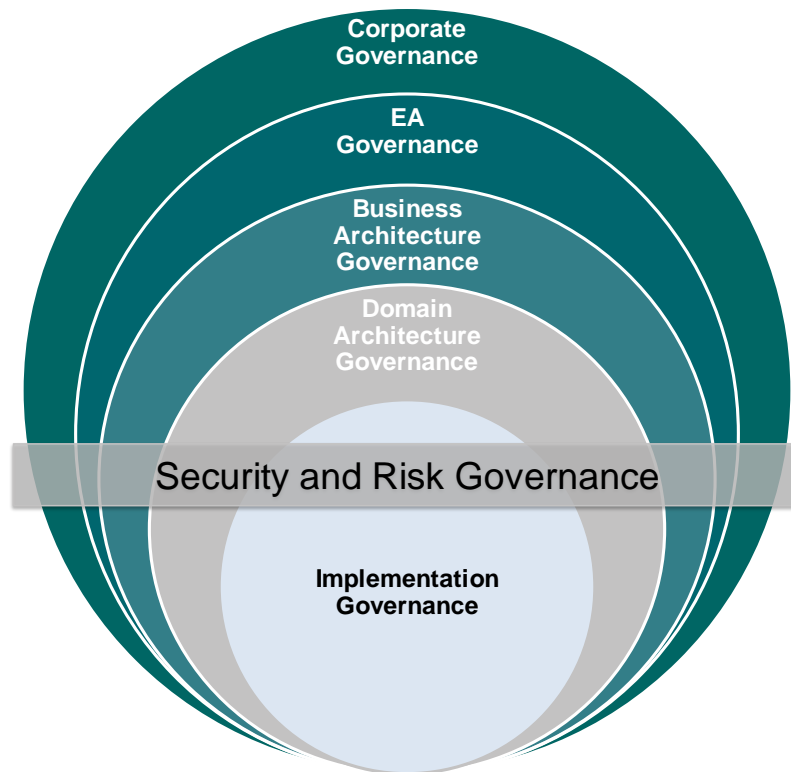 Corporate
Governance
EA
Governance
Business
Architecture
Governance
Domain
Architecture
Governance
Security and Risk Governance
Implementation
Governance